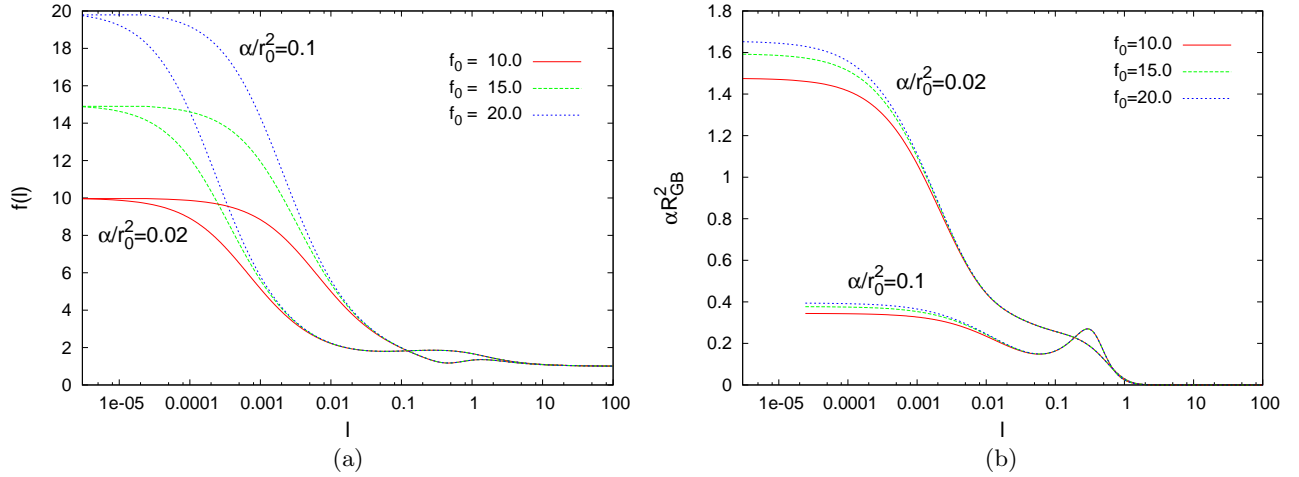 20
18
16
14
12
10
8
6
4
2
0
f(l)
α/r₀²=0.1
f₀ = 10.0
f₀ = 15.0
f₀ = 20.0
α/r₀²=0.02
1e-05 0.0001 0.001 0.01 0.1 1 10 100
l
(a)
1.8
1.6
1.4
1.2
1
0.8
0.6
0.4
0.2
0
αR²GB
α/r₀²=0.02
f₀=10.0
f₀=15.0
f₀=20.0
α/r₀²=0.1
1e-05 0.0001 0.001 0.01 0.1 1 10 100
l
(b)